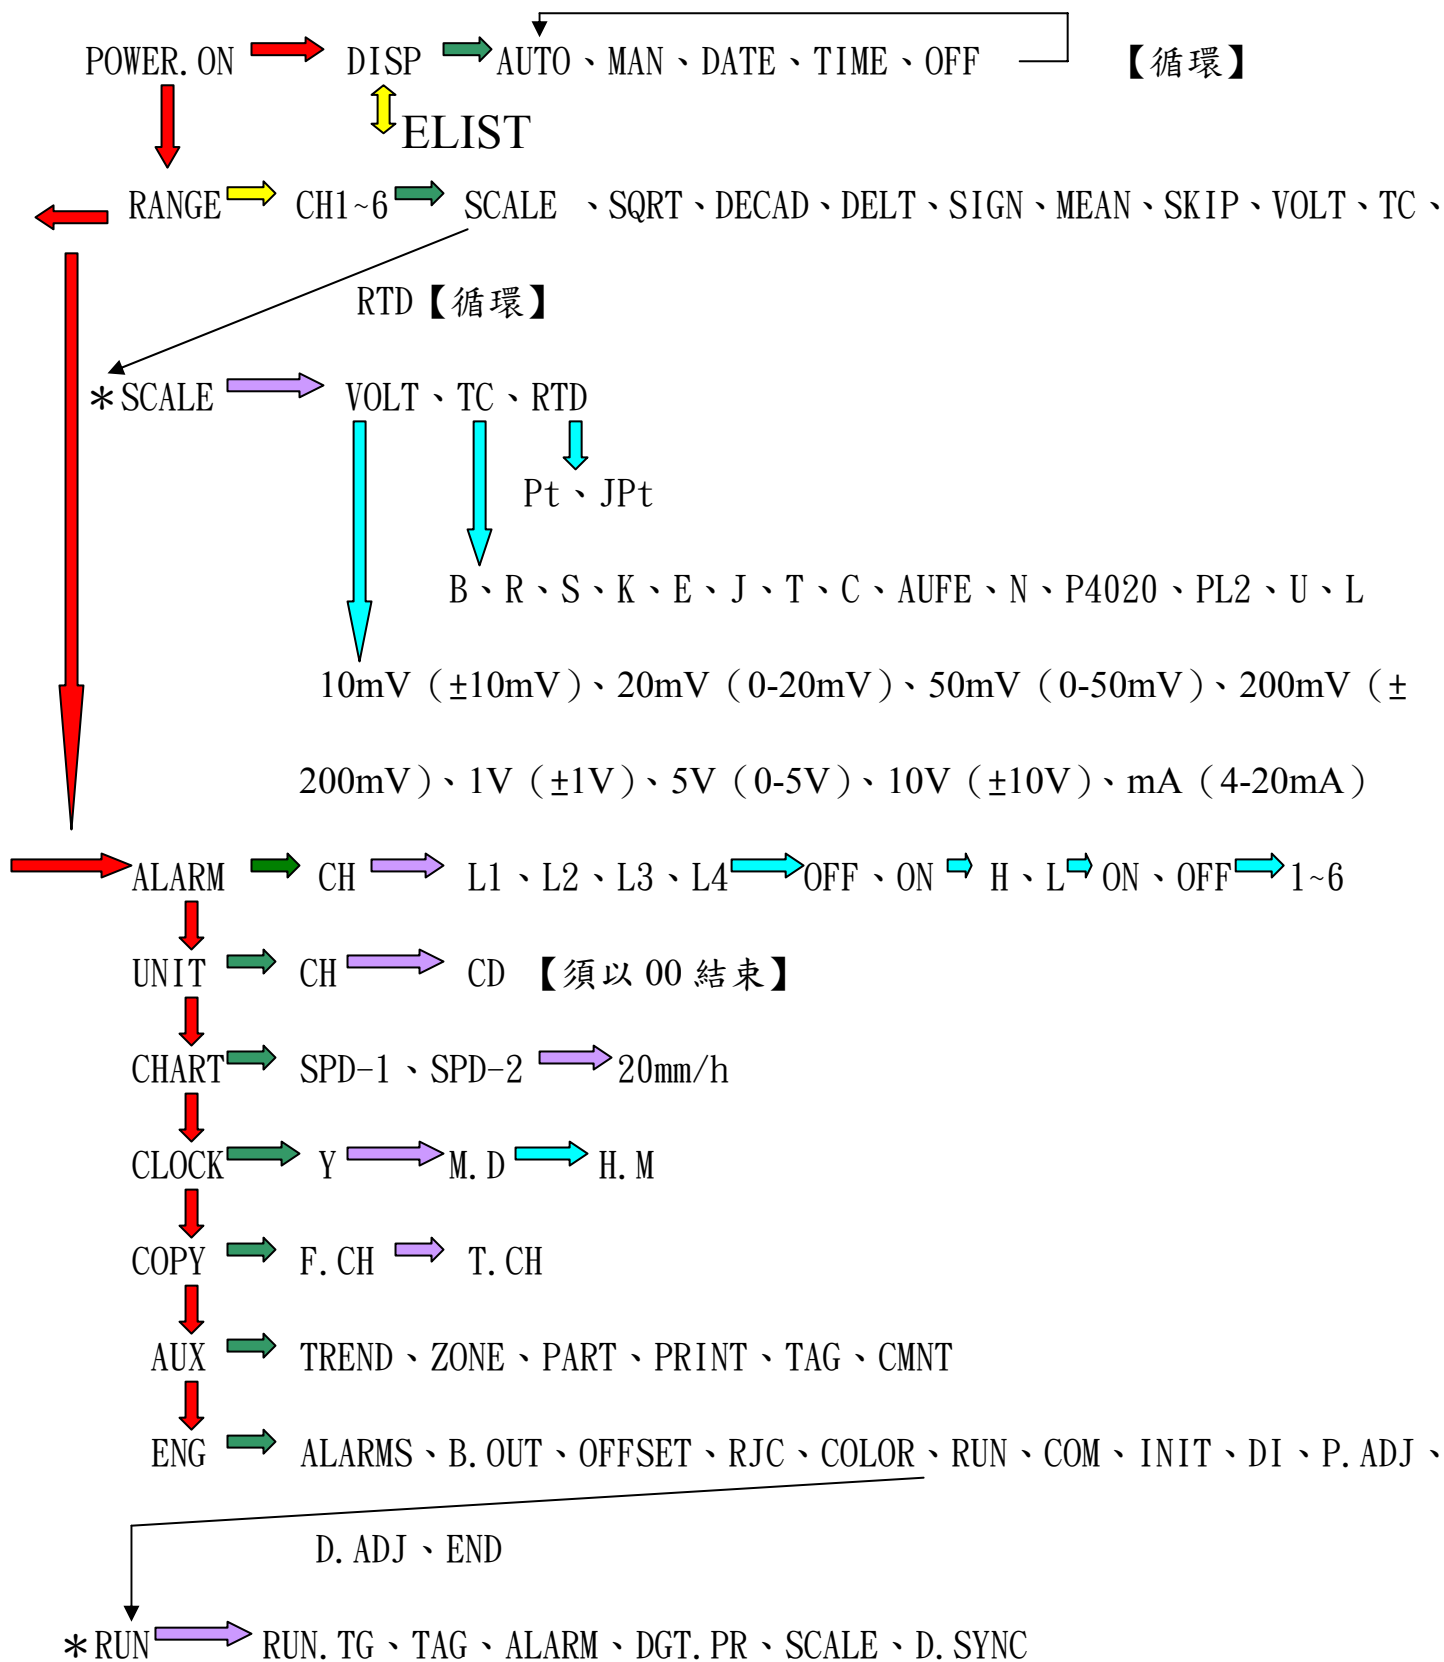 POWER.ON DISP AUTO、MAN、DATE、TIME、OFF 【循環】
ELIST
RANGE CH1~6 SCALE 、SQRT、DECAD、DELT、SIGN、MEAN、SKIP、VOLT、TC、
RTD【循環】
*SCALE VOLT、TC、RTD
Pt、JPt
B、R、S、K、E、J、T、C、AUFE、N、P4020、PL2、U、L
10mV（±10mV）、20mV（0-20mV）、50mV（0-50mV）、200mV（±
200mV）、1V（±1V）、5V（0-5V）、10V（±10V）、mA（4-20mA）
ALARM CH L1、L2、L3、L4 OFF、ON H、L ON、OFF 1~6
UNIT CH CD 【須以 00 結束】
CHART SPD-1、SPD-2 20mm/h
CLOCK Y M.D H.M
COPY F.CH T.CH
AUX TREND、ZONE、PART、PRINT、TAG、CMNT
ENG ALARMS、B.OUT、OFFSET、RJC、COLOR、RUN、COM、INIT、DI、P.ADJ、
D.ADJ、END
*RUN RUN.TG、TAG、ALARM、DGT.PR、SCALE、D.SYNC